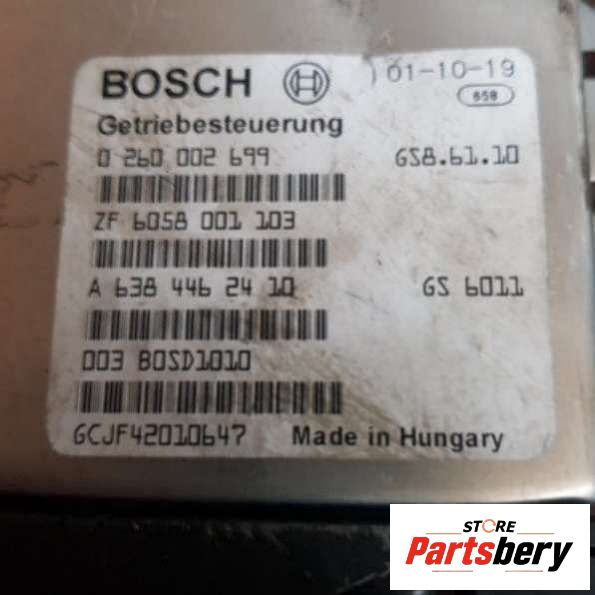 BOSCH 01-10-19
658
Getriebesteuerung
0 260 002 699 GS8.61.10
ZF 6058 001 103
A 638 446 24 10 GS 6011
003 BOSD1010
GCJF42010647 Made in Hungary
STORE
Partsbery